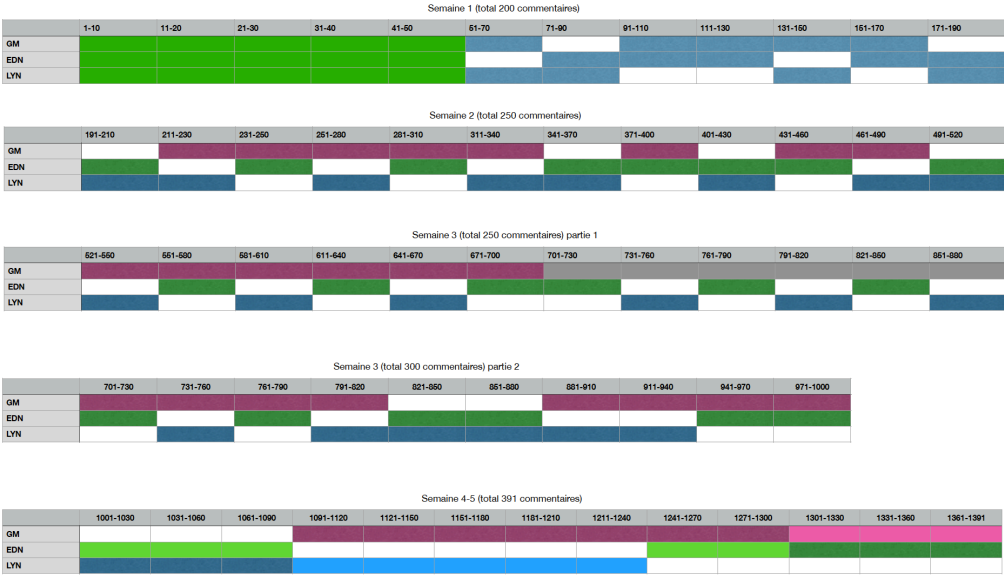 Semaine 1 (total 200 commentaires)
1-10 11-20 21-30 31-40 41-50 51-70 71-90 91-110 111-130 131-150 151-170 171-190
GM
EDN
LYN
Semaine 2 (total 250 commentaires)
191-210 211-230 231-250 251-280 281-310 311-340 341-370 371-400 401-430 431-460 461-490 491-520
GM
EDN
LYN
Semaine 3 (total 250 commentaires) partie 1
521-550 551-580 581-610 611-640 641-670 671-700 701-730 731-760 761-790 791-820 821-850 851-880
GM
EDN
LYN
Semaine 3 (total 300 commentaires) partie 2
701-730 731-760 761-790 791-820 821-850 851-880 881-910 911-940 941-970 971-1000
GM
EDN
LYN
Semaine 4-5 (total 391 commentaires)
1001-1030 1031-1060 1061-1090 1091-1120 1121-1150 1151-1180 1181-1210 1211-1240 1241-1270 1271-1300 1301-1330 1331-1360 1361-1391
GM
EDN
LYN